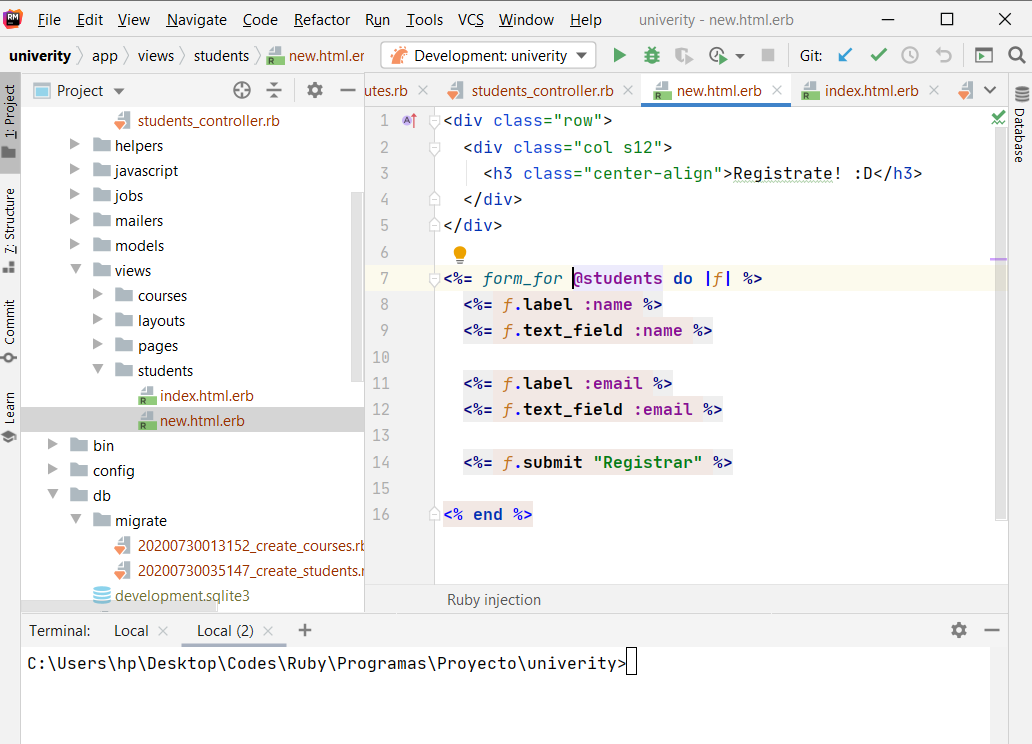 RM File Edit View Navigate Code Refactor Run Tools VCS Window Help univerity - new.html.erb
univerity app views students new.html.er Development: univerity Git:
1: Project
7: Structure
Commit
Learn
Project
students_controller.rb
helpers
javascript
jobs
mailers
models
views
courses
layouts
pages
students
index.html.erb
new.html.erb
bin
config
db
migrate
20200730013152_create_courses.rb
20200730035147_create_students.r
development.sqlite3
utes.rb students_controller.rb new.html.erb index.html.erb
1 <div class="row">
2 <div class="col s12">
3 <h3 class="center-align">Registrate! :D</h3>
4 </div>
5 </div>
6
7 <%= form_for @students do |f| %>
8 <%= f.label :name %>
9 <%= f.text_field :name %>
10
11 <%= f.label :email %>
12 <%= f.text_field :email %>
13
14 <%= f.submit "Registrar" %>
15
16 <% end %>
Ruby injection
Database
Terminal: Local Local (2)
C:\Users\hp\Desktop\Codes\Ruby\Programas\Proyecto\univerity>